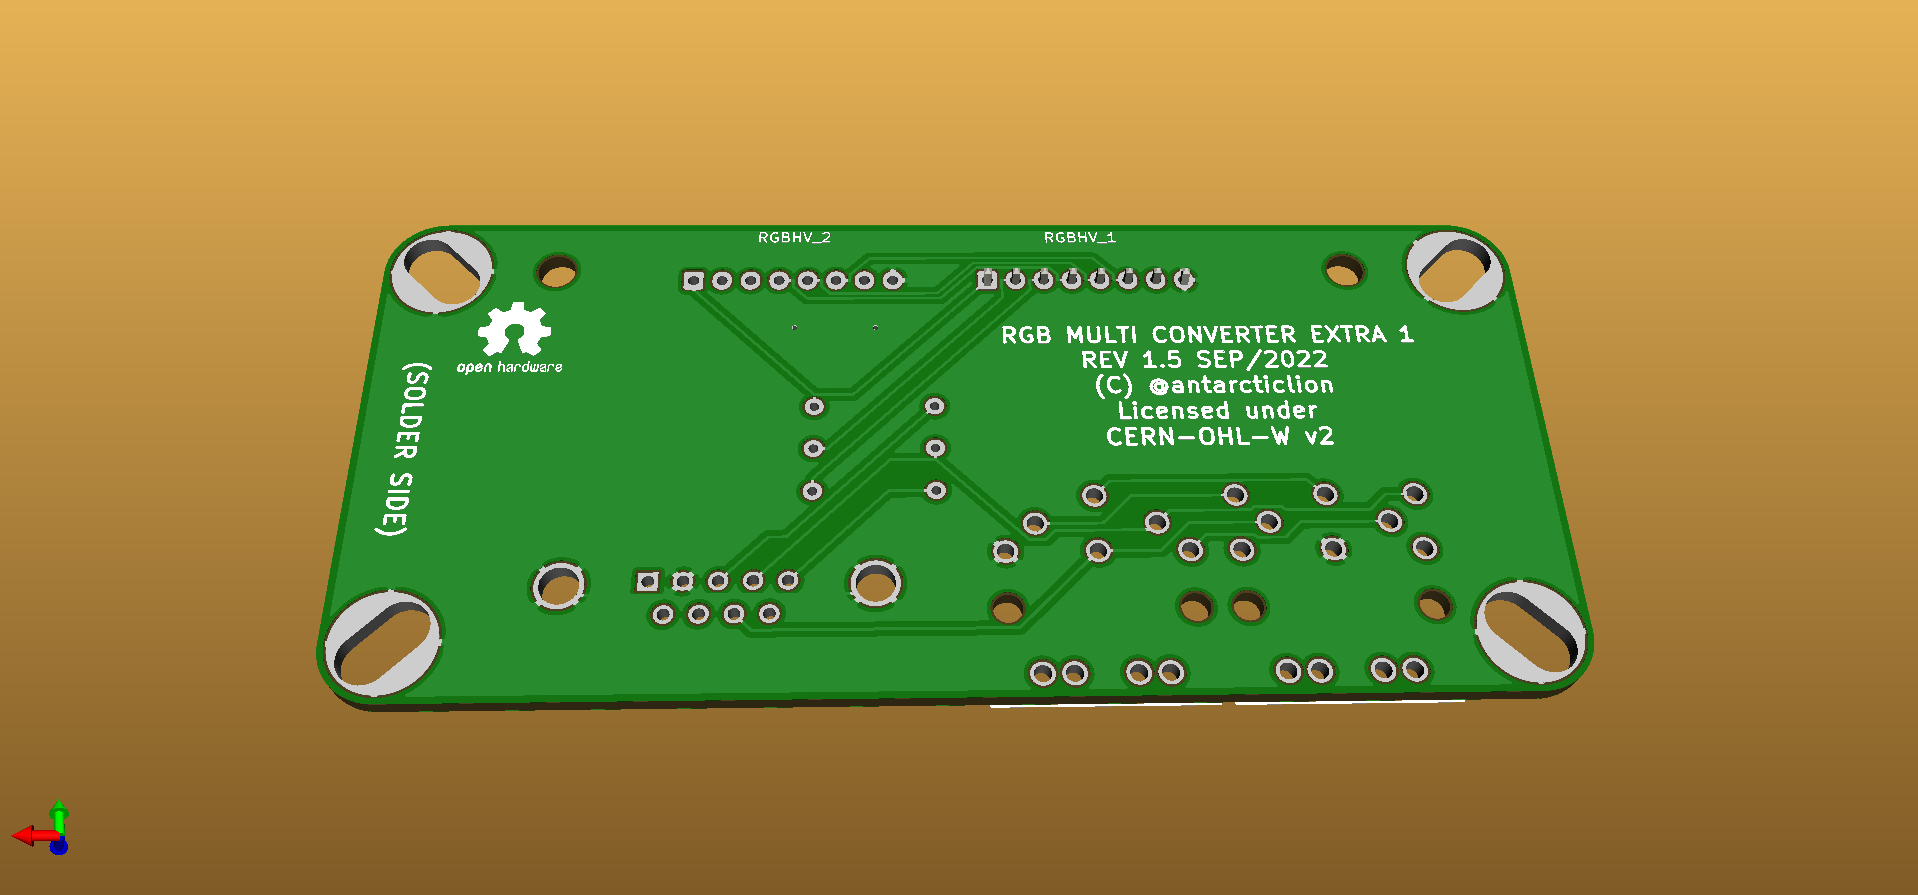 RGBHV_2
RGBHV_1
open hardware
RGB MULTI CONVERTER EXTRA 1
REV 1.5 SEP/2022
(C) @antarcticlion
Licensed under
CERN-OHL-W v2
(SOLDER SIDE)